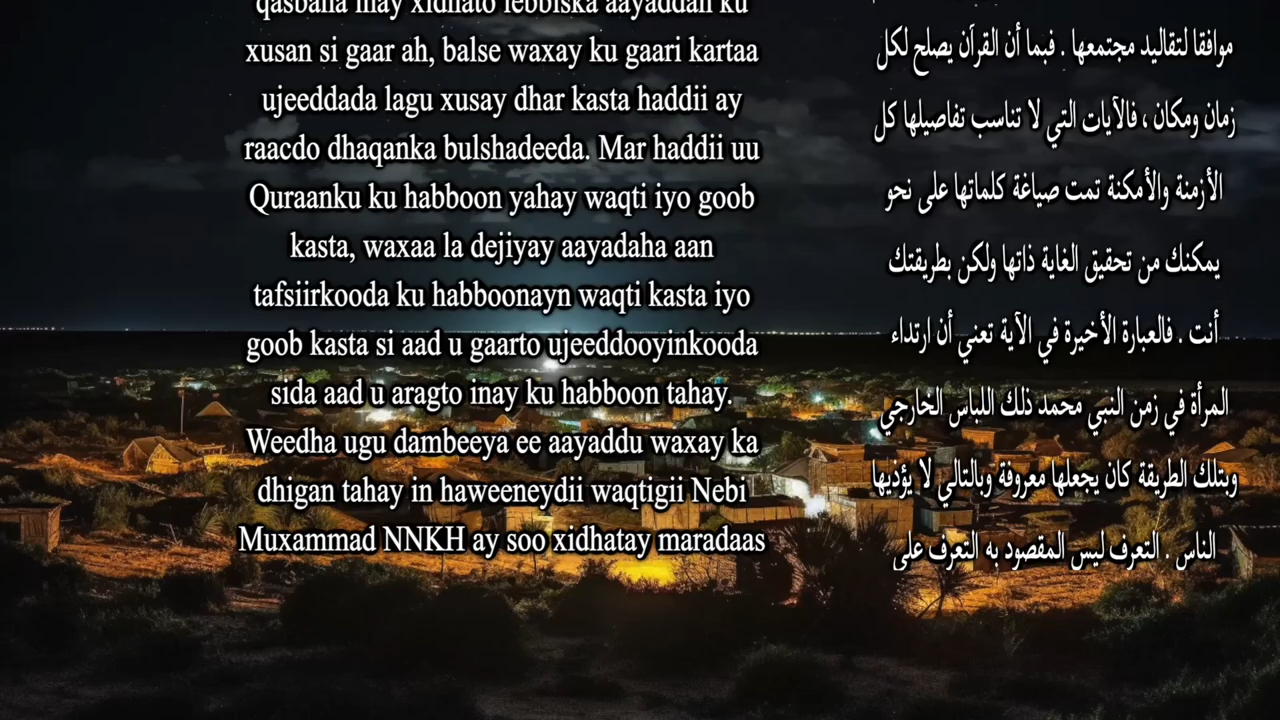 qasbana inay xidhato lebbiska aayaddan ku
xusan si gaar ah, balse waxay ku gaari kartaa
ujeeddada lagu xusay dhar kasta haddii ay
raacdo dhaqanka bulshadeeda. Mar haddii uu
Quraanku ku habboon yahay waqti iyo goob
kasta, waxaa la dejiyay aayadaha aan
tafsiirkooda ku habboonayn waqti kasta iyo
goob kasta si aad u gaarto ujeeddooyinkooda
sida aad u aragto inay ku habboon tahay.
Weedha ugu dambeeya ee aayaddu waxay ka
dhigan tahay in haweeneydii waqtigii Nebi
Muxammad NNKH ay soo xidhatay maradaas
موافقا لتقاليد مجتمعها . فبما أن القرآن يصلح لكل
زمان ومكان ، فالآيات التي لا تناسب تفاصيلها كل
الأزمنة والأمكنة تمت صياغة كلماتها على نحو
يمكنك من تحقيق الغاية ذاتها ولكن بطريقتك
أنت . فالعبارة الأخيرة في الآية تعني أن ارتداء
المرأة في زمن النبي محمد ذلك اللباس الخارجي
وبتلك الطريقة كان يجعلها معروفة وبالتالي لا يؤذيها
الناس . التعرف ليس المقصود به التعرف على